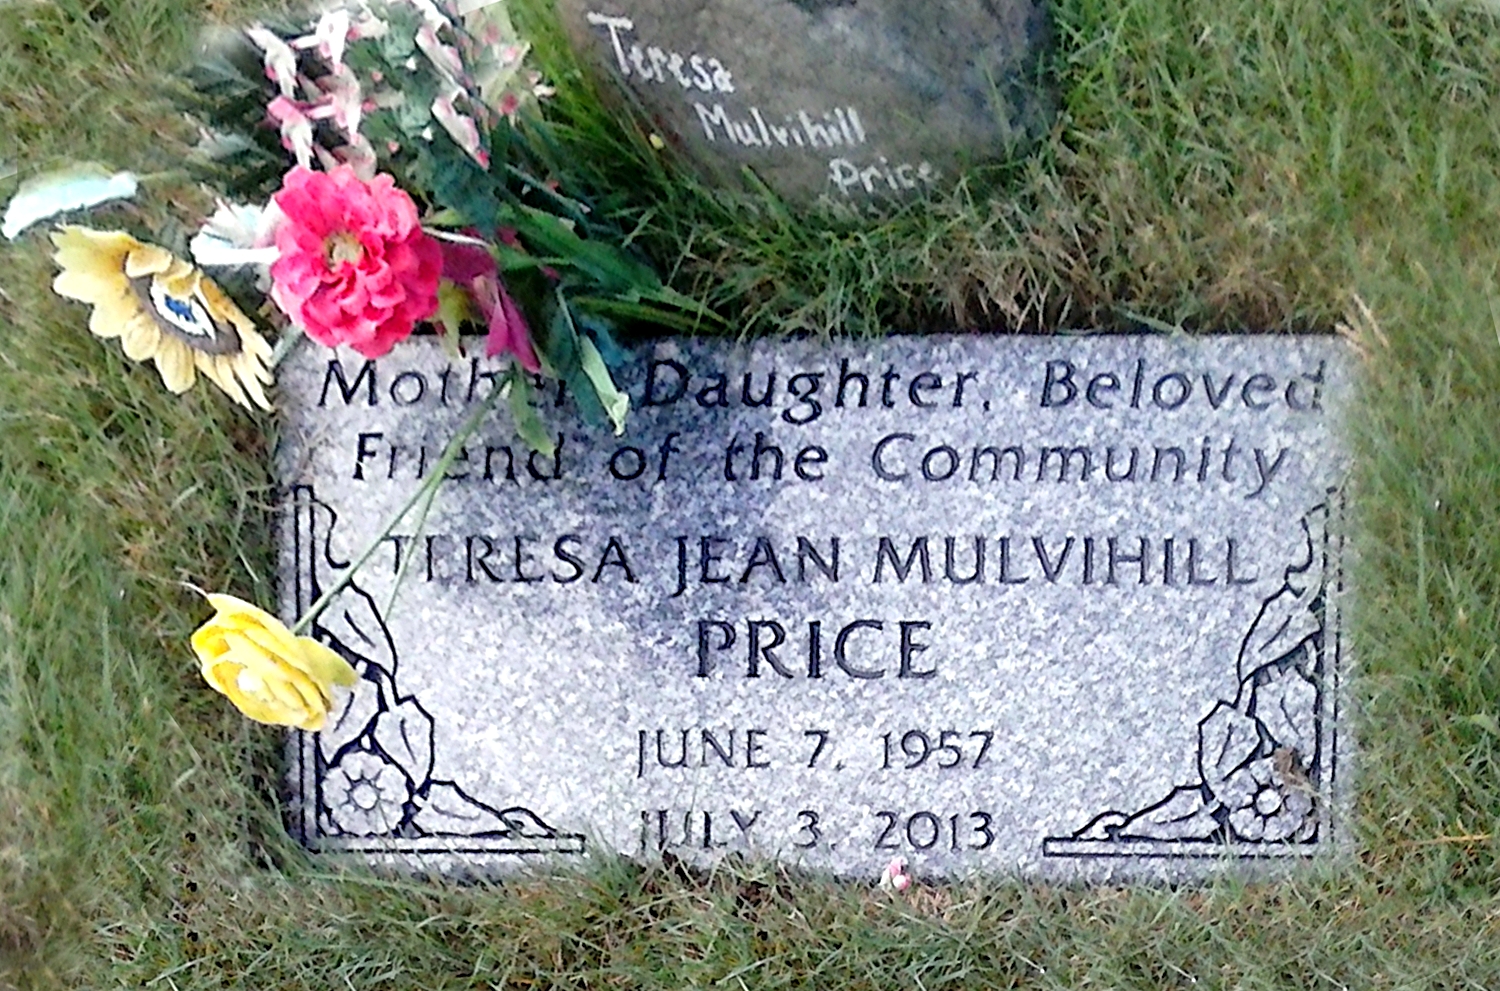 Teresa
Mulvihill
Price
Mother, Daughter, Beloved
Friend of the Community
TERESA JEAN MULVIHILL
PRICE
JUNE 7, 1957
JULY 3, 2013